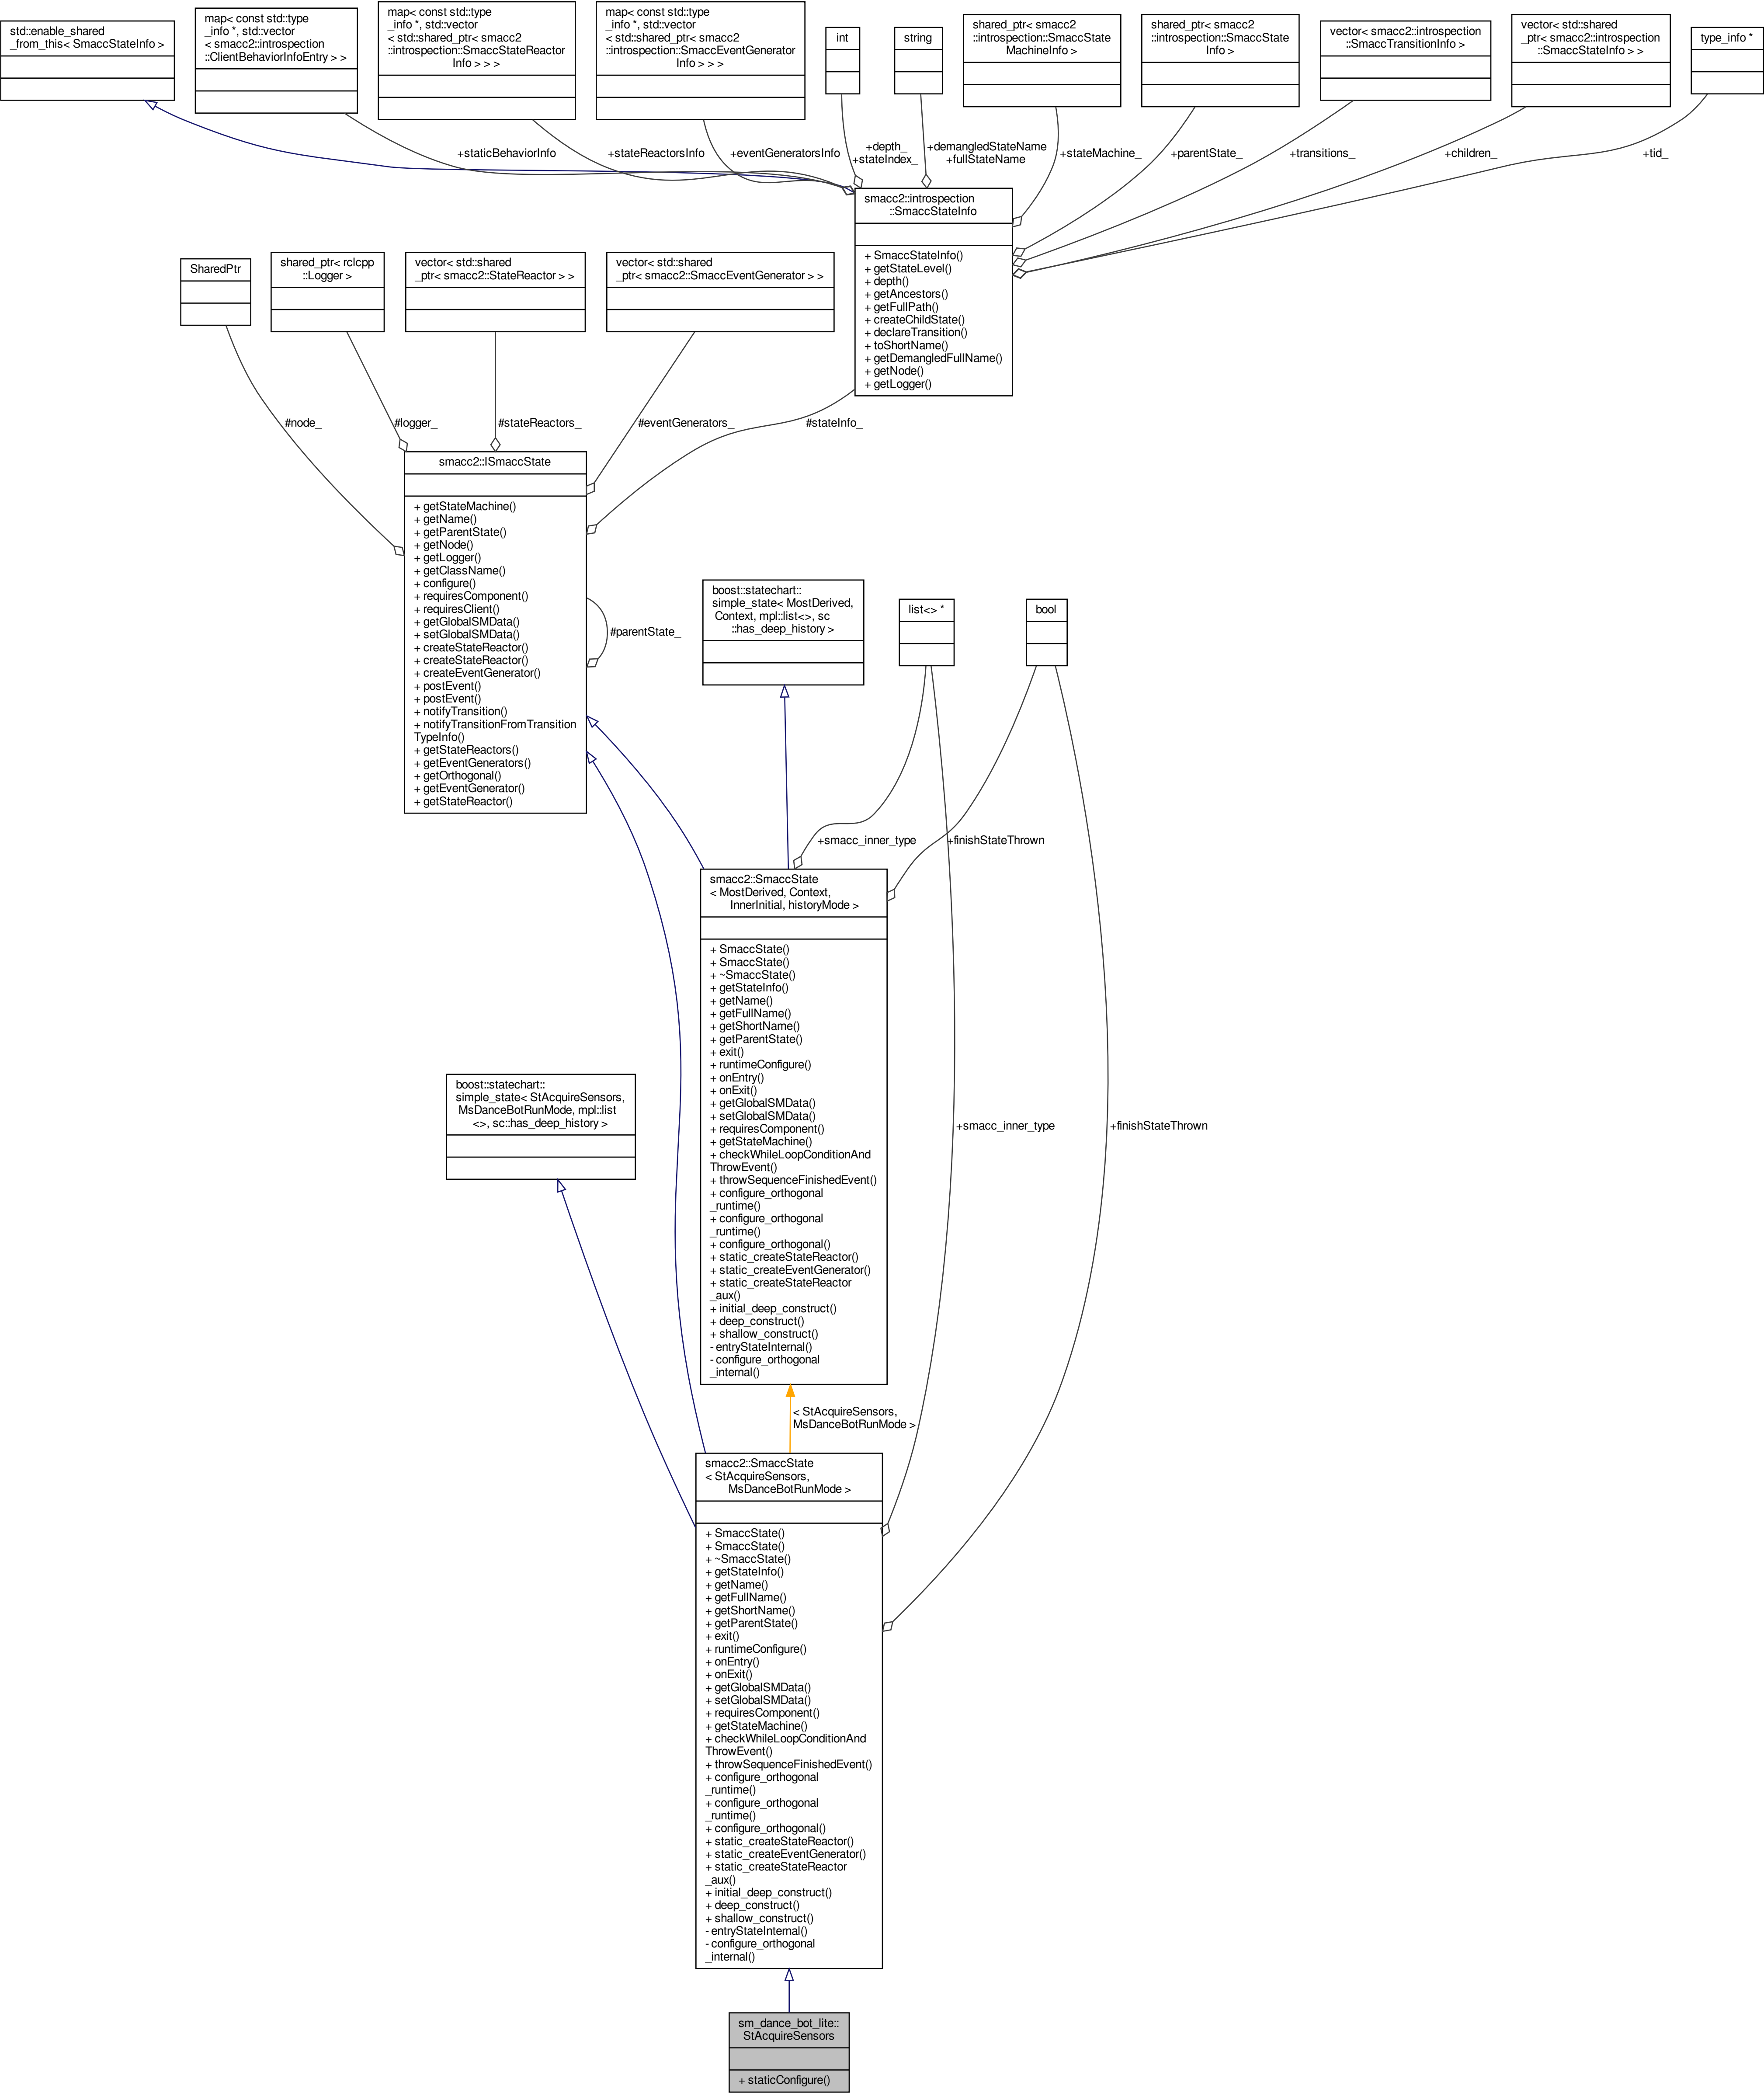 std::enable_shared
_from_this< SmaccStateInfo >
map< const std::type
_info *, std::vector
< smacc2::introspection
::ClientBehaviorInfoEntry > >
map< const std::type
_info *, std::vector
< std::shared_ptr< smacc2
::introspection::SmaccStateReactor
Info > > >
map< const std::type
_info *, std::vector
< std::shared_ptr< smacc2
::introspection::SmaccEventGenerator
Info > > >
int
string
shared_ptr< smacc2
::introspection::SmaccState
MachineInfo >
shared_ptr< smacc2
::introspection::SmaccState
Info >
vector< smacc2::introspection
::SmaccTransitionInfo >
vector< std::shared
_ptr< smacc2::introspection
::SmaccStateInfo > >
type_info *
+staticBehaviorInfo
+stateReactorsInfo
+eventGeneratorsInfo
+depth_
+stateIndex_
+demangledStateName
+fullStateName
+stateMachine_
+parentState_
+transitions_
+children_
+tid_
smacc2::introspection
::SmaccStateInfo
+ SmaccStateInfo()
+ getStateLevel()
+ depth()
+ getAncestors()
+ getFullPath()
+ createChildState()
+ declareTransition()
+ toShortName()
+ getDemangledFullName()
+ getNode()
+ getLogger()
SharedPtr
shared_ptr< rclcpp
::Logger >
vector< std::shared
_ptr< smacc2::StateReactor > >
vector< std::shared
_ptr< smacc2::SmaccEventGenerator > >
#node_
#logger_
#stateReactors_
#eventGenerators_
#stateInfo_
smacc2::ISmaccState
+ getStateMachine()
+ getName()
+ getParentState()
+ getNode()
+ getLogger()
+ getClassName()
+ configure()
+ requiresComponent()
+ requiresClient()
+ getGlobalSMData()
+ setGlobalSMData()
+ createStateReactor()
+ createStateReactor()
+ createEventGenerator()
+ postEvent()
+ postEvent()
+ notifyTransition()
+ notifyTransitionFromTransition
TypeInfo()
+ getStateReactors()
+ getEventGenerators()
+ getOrthogonal()
+ getEventGenerator()
+ getStateReactor()
#parentState_
boost::statechart::
simple_state< MostDerived,
Context, mpl::list<>, sc
::has_deep_history >
list<> *
bool
+smacc_inner_type
+finishStateThrown
smacc2::SmaccState
< MostDerived, Context,
InnerInitial, historyMode >
+ SmaccState()
+ SmaccState()
+ ~SmaccState()
+ getStateInfo()
+ getName()
+ getFullName()
+ getShortName()
+ getParentState()
+ exit()
+ runtimeConfigure()
+ onEntry()
+ onExit()
+ getGlobalSMData()
+ setGlobalSMData()
+ requiresComponent()
+ getStateMachine()
+ checkWhileLoopConditionAnd
ThrowEvent()
+ throwSequenceFinishedEvent()
+ configure_orthogonal
_runtime()
+ configure_orthogonal
_runtime()
+ configure_orthogonal()
+ static_createStateReactor()
+ static_createEventGenerator()
+ static_createStateReactor
_aux()
+ initial_deep_construct()
+ deep_construct()
+ shallow_construct()
- entryStateInternal()
- configure_orthogonal
_internal()
boost::statechart::
simple_state< StAcquireSensors,
MsDanceBotRunMode, mpl::list
<>, sc::has_deep_history >
+smacc_inner_type
+finishStateThrown
< StAcquireSensors,
MsDanceBotRunMode >
smacc2::SmaccState
< StAcquireSensors,
MsDanceBotRunMode >
+ SmaccState()
+ SmaccState()
+ ~SmaccState()
+ getStateInfo()
+ getName()
+ getFullName()
+ getShortName()
+ getParentState()
+ exit()
+ runtimeConfigure()
+ onEntry()
+ onExit()
+ getGlobalSMData()
+ setGlobalSMData()
+ requiresComponent()
+ getStateMachine()
+ checkWhileLoopConditionAnd
ThrowEvent()
+ throwSequenceFinishedEvent()
+ configure_orthogonal
_runtime()
+ configure_orthogonal
_runtime()
+ configure_orthogonal()
+ static_createStateReactor()
+ static_createEventGenerator()
+ static_createStateReactor
_aux()
+ initial_deep_construct()
+ deep_construct()
+ shallow_construct()
- entryStateInternal()
- configure_orthogonal
_internal()
sm_dance_bot_lite::
StAcquireSensors
+ staticConfigure()